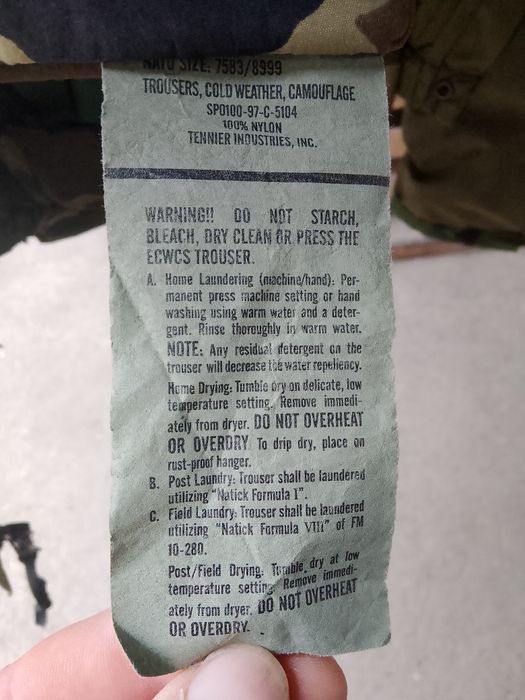 NATO SIZE: 7583/8999
TROUSERS, COLD WEATHER, CAMOUFLAGE
SPO100-97-C-5104
100% NYLON
TENNIER INDUSTRIES, INC.
WARNING!! DO NOT STARCH,
BLEACH, DRY CLEAN OR PRESS THE
ECWCS TROUSER.
A. Home Laundering (machine/hand): Per-
manent press machine setting or hand
washing using warm water and a deter-
gent. Rinse thoroughly in warm water.
NOTE: Any residual detergent on the
trouser will decrease the water repellency.
Home Drying: Tumble dry on delicate, low
temperature setting. Remove immedi-
ately from dryer. DO NOT OVERHEAT
OR OVERDRY. To drip dry, place on
rust-proof hanger.
B. Post Laundry: Trouser shall be laundered
utilizing "Natick Formula I".
C. Field Laundry: Trouser shall be laundered
utilizing "Natick Formula VIII" of FM
10-280.
Post/Field Drying: Tumble dry at low
temperature setting. Remove immedi-
ately from dryer. DO NOT OVERHEAT
OR OVERDRY.